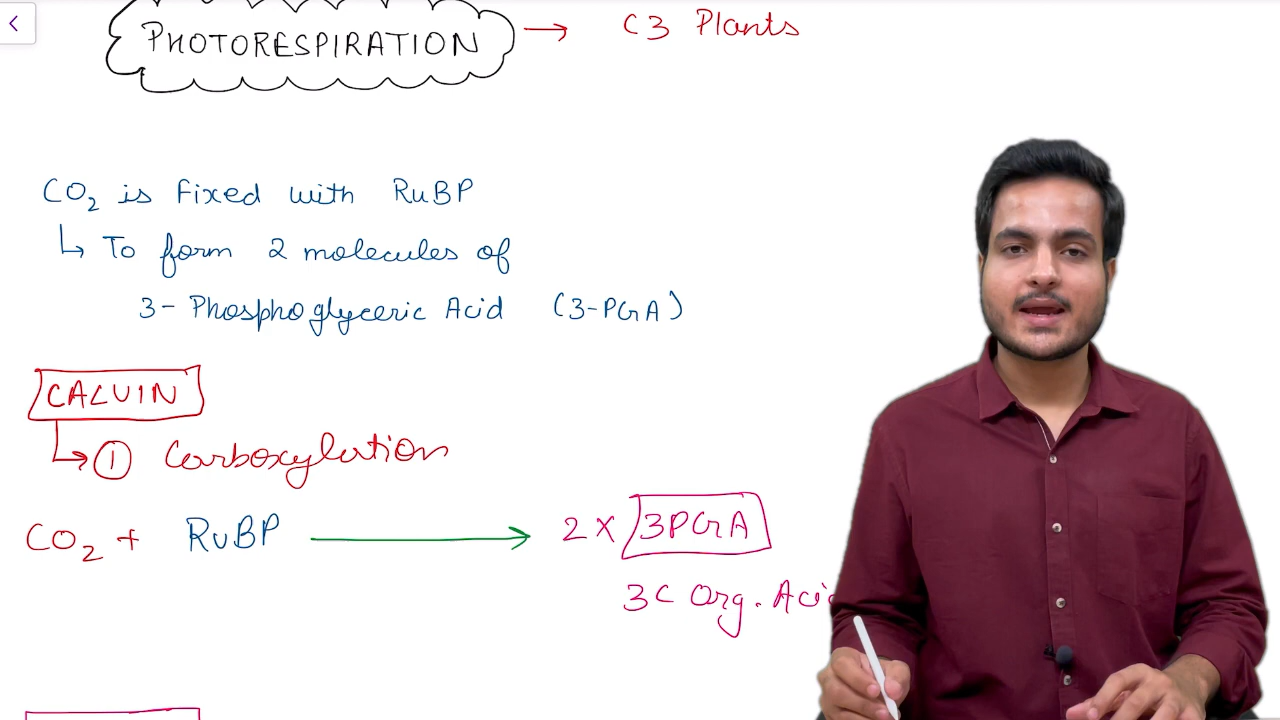 PHOTORESPIRATION → C3 Plants
CO2 is fixed with RuBP
↳ To form 2 molecules of
3- Phosphoglyceric Acid (3-PGA)
CALVIN
↳ ① Carboxylation
CO2 + RuBP → 2 x 3PGA
3C Org. Acid